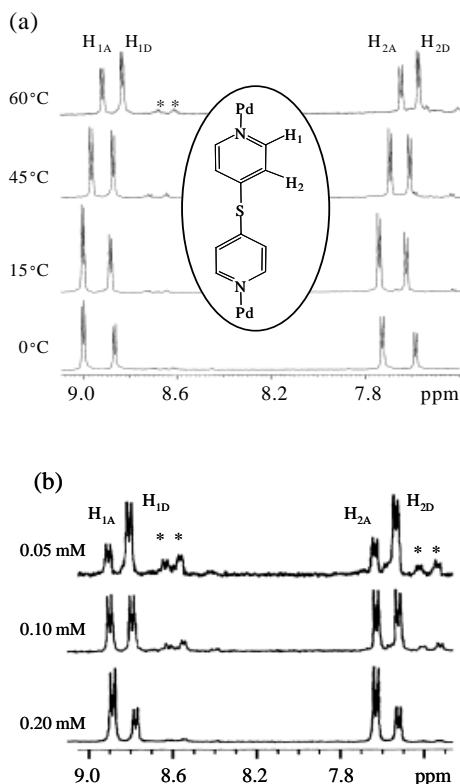 (a)
H1A H1D H2A H2D
60°C
* *
Pd
N
H1
45°C
H2
S
15°C
N
Pd
0°C
9.0 8.6 8.2 7.8 ppm
(b)
H1A H1D H2A H2D
0.05 mM
* * * *
0.10 mM
0.20 mM
9.0 8.6 8.2 7.8 ppm